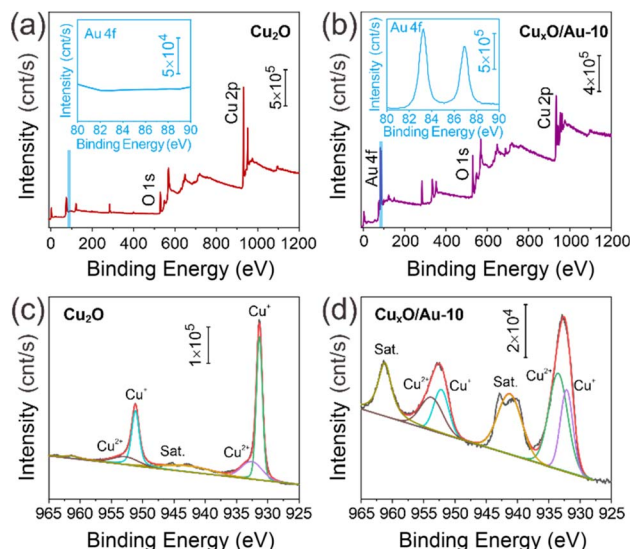 (a)
Au 4f
Cu₂O
5×10⁴
Intensity (cnt/s)
80 82 84 86 88 90
Binding Energy (eV)
5×10⁵
Cu 2p
O 1s
Intensity (cnt/s)
0 200 400 600 800 1000 1200
Binding Energy (eV)
(b)
Au 4f
CuₓO/Au-10
5×10⁵
Intensity (cnt/s)
80 82 84 86 88 90
Binding Energy (eV)
4×10⁵
Cu 2p
O 1s
Au 4f
Intensity (cnt/s)
0 200 400 600 800 1000 1200
Binding Energy (eV)
(c)
Cu₂O
1×10⁵
Cu⁺
Cu⁺
Cu²⁺
Sat.
Cu²⁺
Intensity (cnt/s)
965 955 950 945 940 935 930 925
Binding Energy (eV)
(d)
CuₓO/Au-10
2×10⁴
Sat.
Cu²⁺
Cu⁺
Sat.
Cu²⁺
Cu⁺
Intensity (cnt/s)
965 960 955 950 945 940 935 930 925
Binding Energy (eV)